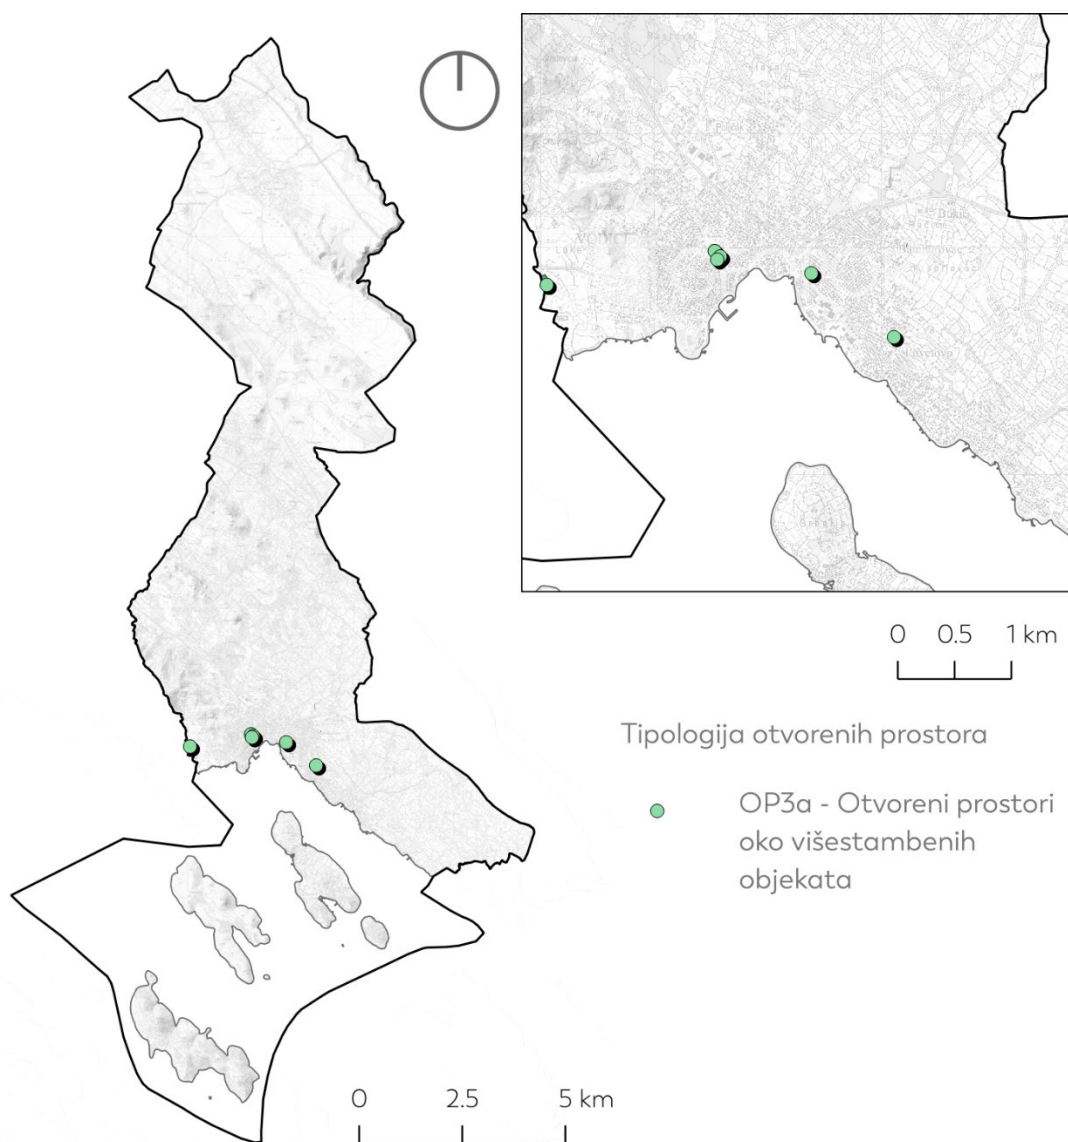 VODICE
0 0.5 1 km
Tipologija otvorenih prostora
OP3a - Otvoreni prostori
oko višestambenih
objekata
0 2.5 5 km